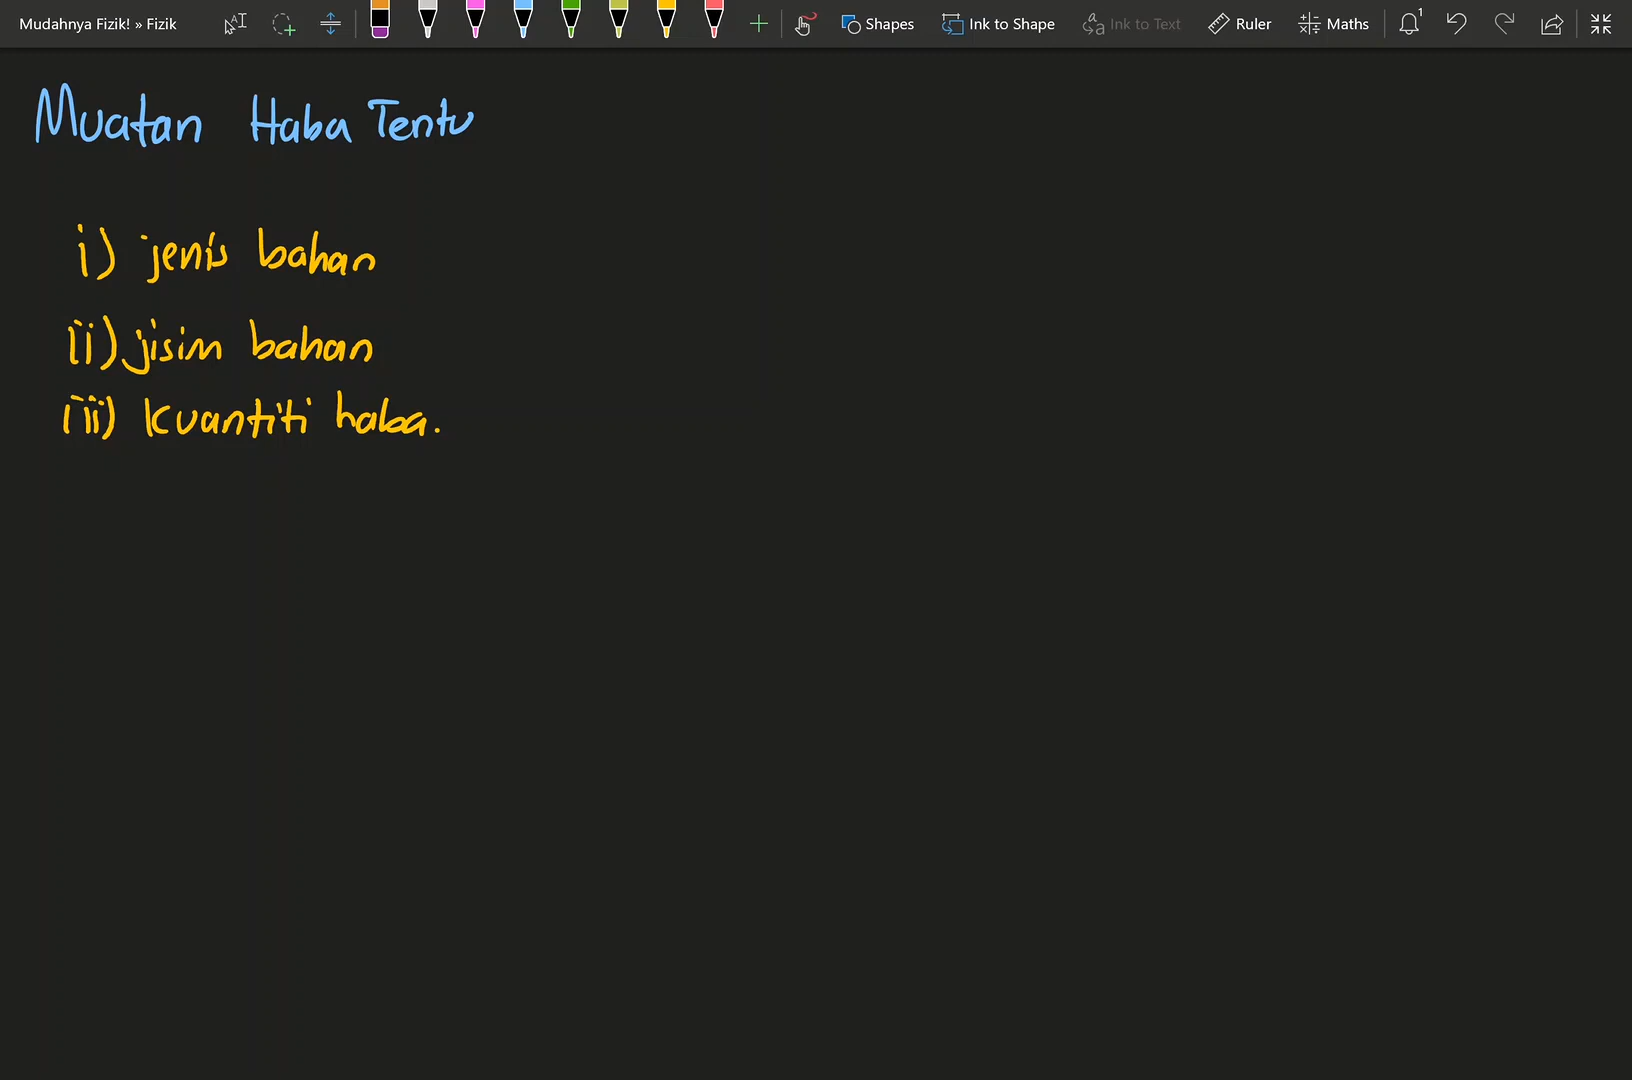 Mudahnya Fizik! » Fizik
1
Shapes
Ink to Shape
Ink to Text
Ruler
Maths
Muatan Haba Tentu
i) jenis bahan
ii) jisim bahan
iii) kuantiti haba.